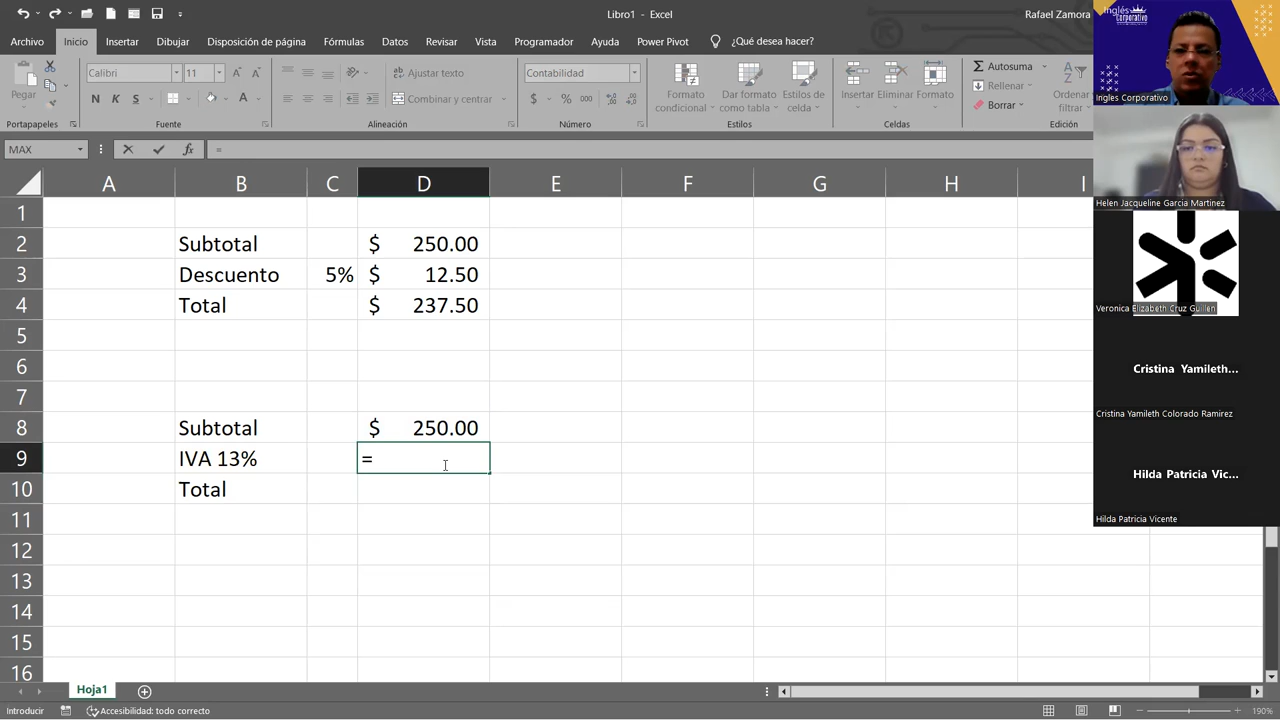 Libro1 - Excel
Rafael Zamora
Archivo Inicio Insertar Dibujar Disposición de página Fórmulas Datos Revisar Vista Programador Ayuda Power Pivot ¿Qué desea hacer?
Pegar
Calibri 11
N K S
A
Ajustar texto
Combinar y centrar
Contabilidad
$ % 000
Formato condicional
Dar formato como tabla
Estilos de celda
Insertar Eliminar Formato
Autosuma
Rellenar
Borrar
Ordenar
filtrar
Portapapeles Fuente Alineación Número Estilos Celdas Edición
MAX fx =
A B C D E F G H I
1
2 Subtotal $ 250.00
3 Descuento 5% $ 12.50
4 Total $ 237.50
5
6
7
8 Subtotal $ 250.00
9 IVA 13% =
10 Total
11
12
13
14
15
16
Hoja1
Introducir Accesibilidad: todo correcto 190%
Inglés
Corporativo
Ingles Corporativo
Helen Jacqueline Garcia Martinez
Veronica Elizabeth Cruz Guillen
Cristina Yamileth...
Cristina Yamileth Colorado Ramirez
Hilda Patricia Vic...
Hilda Patricia Vicente